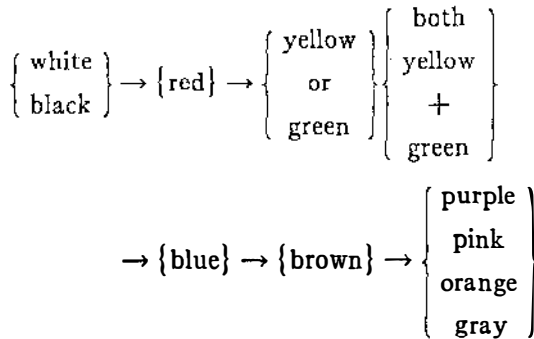 { white black } → {red} → { yellow or green } { both yellow + green }
→ {blue} → {brown} → { purple pink orange gray }